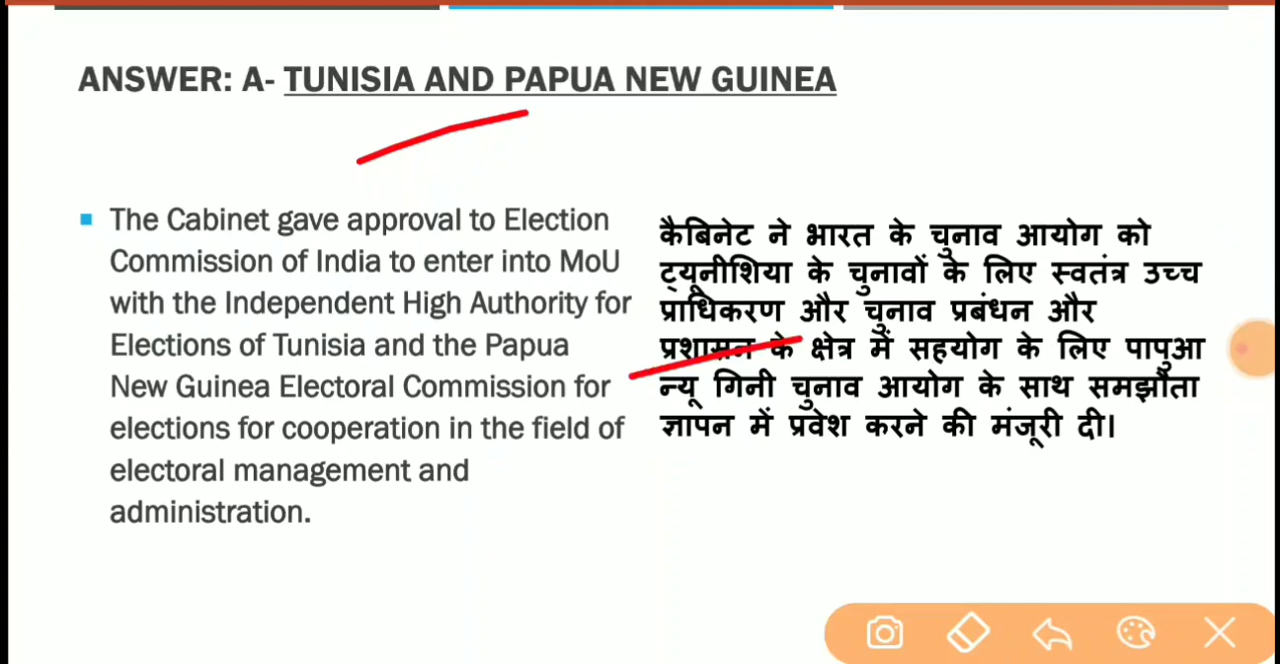 ANSWER: A- TUNISIA AND PAPUA NEW GUINEA
The Cabinet gave approval to Election
Commission of India to enter into MoU
with the Independent High Authority for
Elections of Tunisia and the Papua
New Guinea Electoral Commission for
elections for cooperation in the field of
electoral management and
administration.
कैबिनेट ने भारत के चुनाव आयोग को
ट्यूनीशिया के चुनावों के लिए स्वतंत्र उच्च
प्राधिकरण और चुनाव प्रबंधन और
प्रशासन के क्षेत्र में सहयोग के लिए पापुआ
न्यू गिनी चुनाव आयोग के साथ समझौता
ज्ञापन में प्रवेश करने की मंजूरी दी।